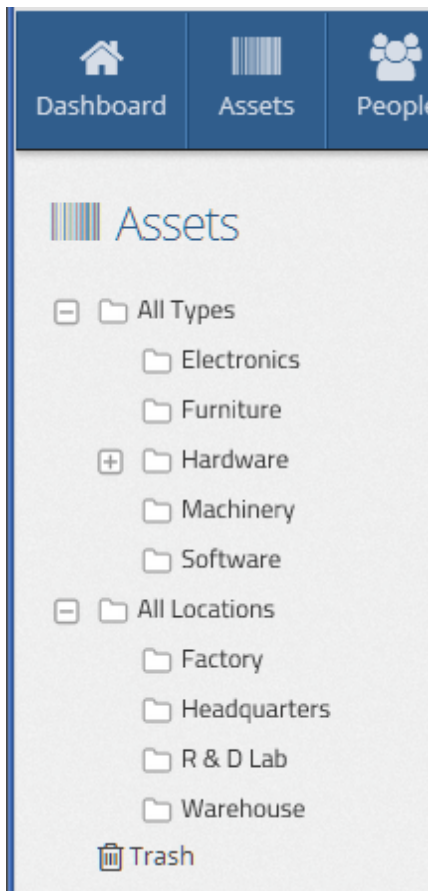 Dashboard
Assets
Assets
All Types
Electronics
Furniture
Hardware
Machinery
Software
All Locations
Factory
Headquarters
R & D Lab
Warehouse
Trash